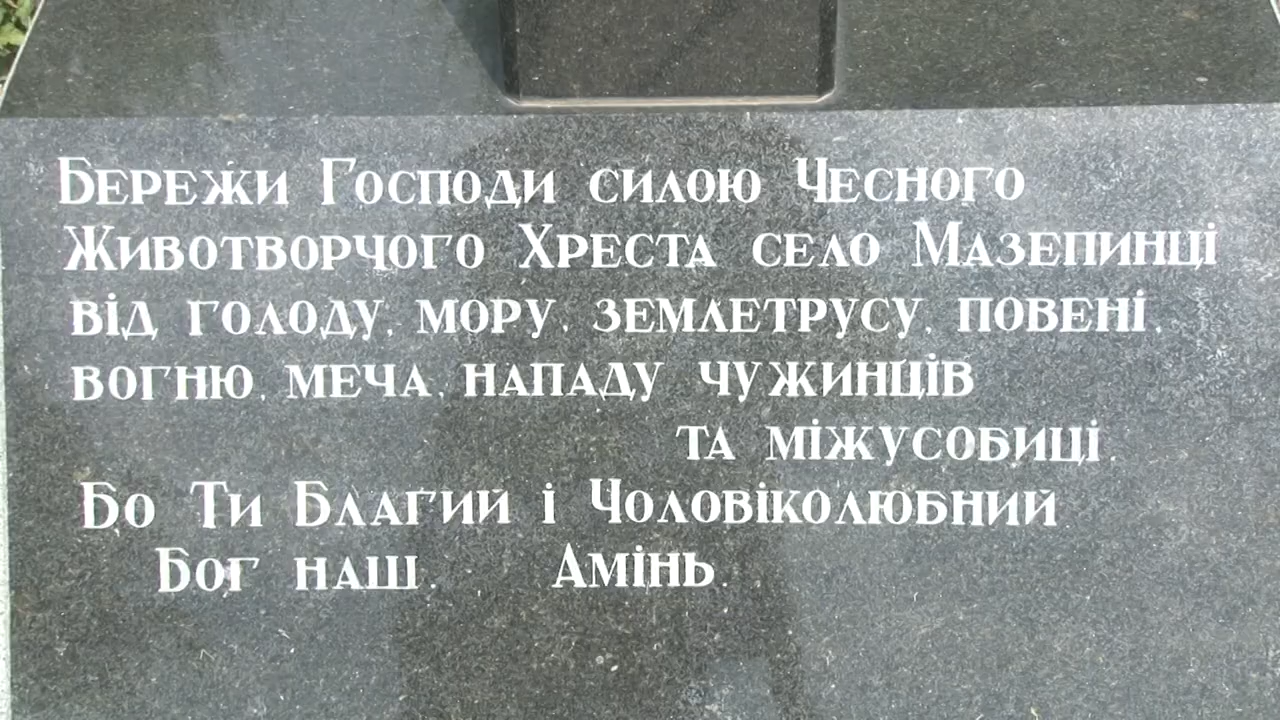 Бережи Господи силою Чесного
Животворчого Хреста село Мазепинці
від голоду, мору, землетрусу, повені,
вогню, меча, нападу чужинців
та міжусобиці.
Бо Ти Благий і Чоловіколюбний
Бог наш. Амінь.